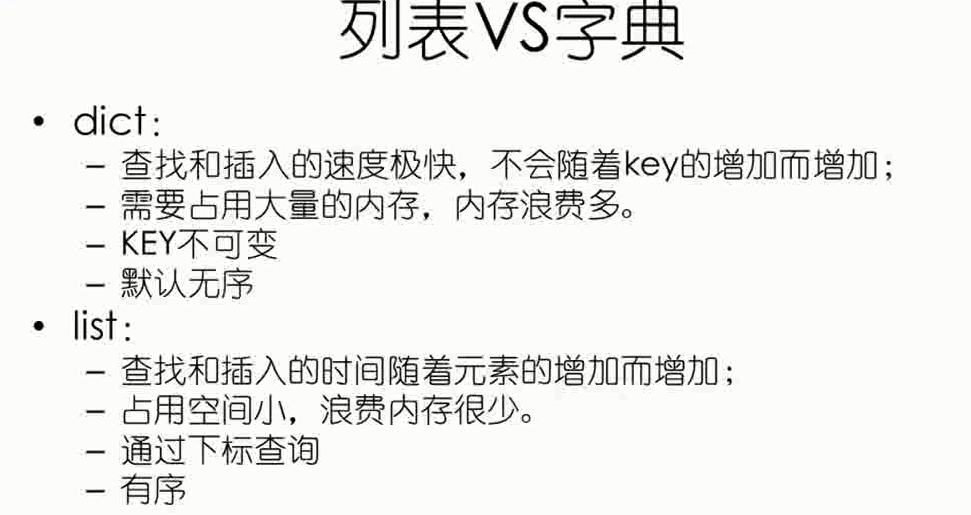 列表VS字典
• dict:
– 查找和插入的速度极快，不会随着key的增加而增加；
– 需要占用大量的内存，内存浪费多。
– KEY不可变
– 默认无序
• list:
– 查找和插入的时间随着元素的增加而增加；
– 占用空间小，浪费内存很少。
– 通过下标查询
– 有序